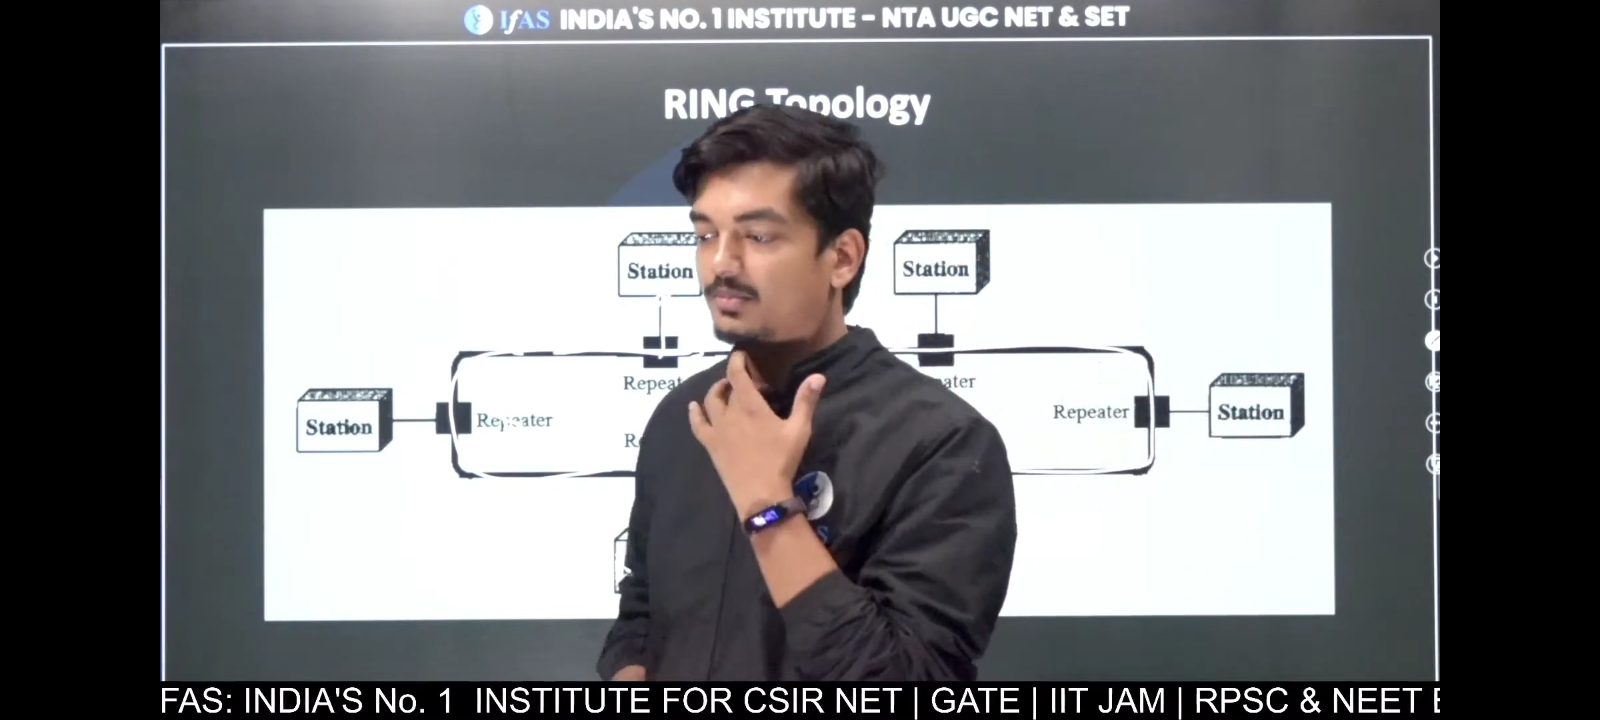 IfAS INDIA'S NO. 1 INSTITUTE – NTA UGC NET & SET
RING Topology
Station
Station
Station
Station
Repeater
Repeater
FAS: INDIA'S No. 1 INSTITUTE FOR CSIR NET | GATE | IIT JAM | RPSC & NEET